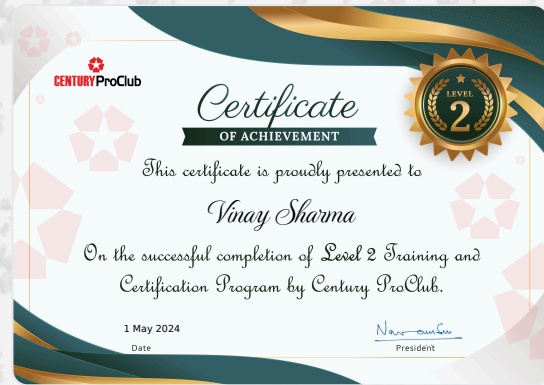 CENTURY ProClub
LEVEL
2
Certificate
OF ACHIEVEMENT
This certificate is proudly presented to
Vinay Sharma
On the successful completion of Level 2 Training and
Certification Program by Century ProClub.
1 May 2024
Date
President